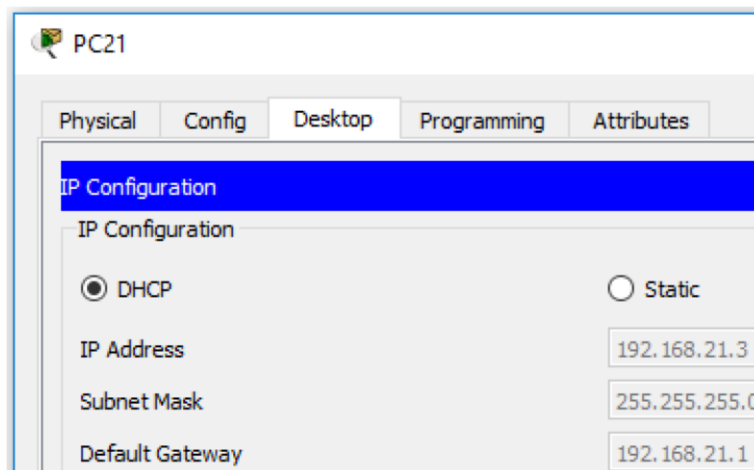 PC21
Physical Config Desktop Programming Attributes
IP Configuration
IP Configuration
DHCP Static
IP Address 192.168.21.3
Subnet Mask 255.255.255.0
Default Gateway 192.168.21.1